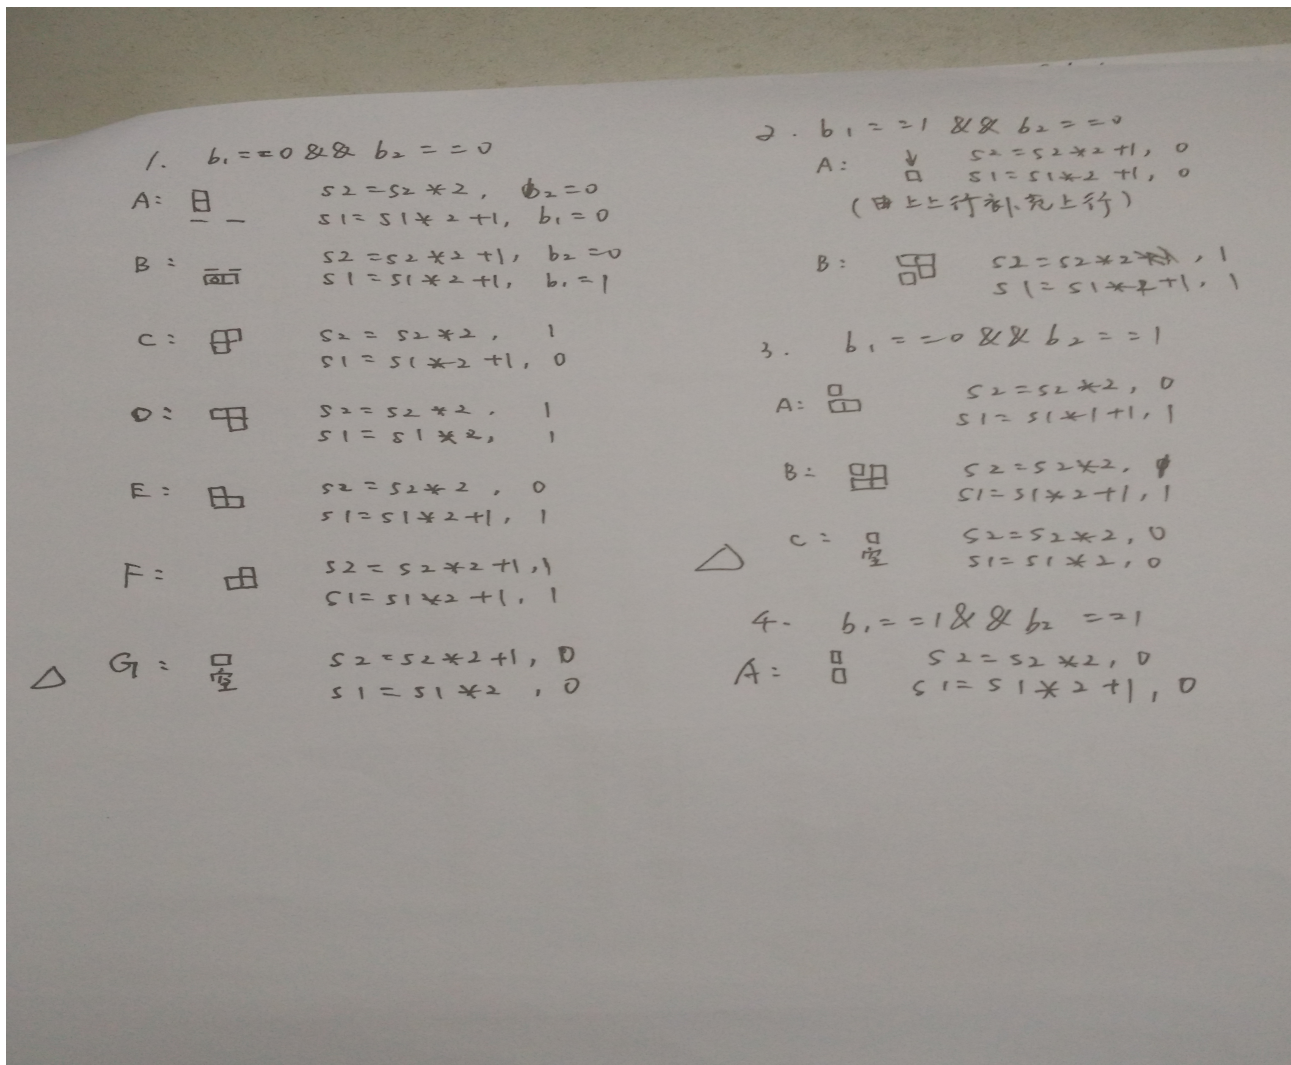 1. b₁==0 && b₂==0
A: s2=s2*2, b₂=0
s1=s1*2+1, b₁=0
B: s2=s2*2+1, b₂=0
s1=s1*2+1, b₁=1
C: s2=s2*2, 1
s1=s1*2+1, 0
D: s2=s2*2, 1
s1=s1*2, 1
E: s2=s2*2, 0
s1=s1*2+1, 1
F: s2=s2*2+1, 1
s1=s1*2+1, 1
△ G: 空 s2=s2*2+1, 0
s1=s1*2, 0
2. b₁==1 && b₂==0
A: s2=s2*2+1, 0
s1=s1*2+1, 0
(由上上行补充上行)
B: s2=s2*2, 1
s1=s1*2+1, 1
3. b₁==0 && b₂==1
A: s2=s2*2, 0
s1=s1*1+1, 1
B: s2=s2*2,
s1=s1*2+1, 1
△ C: 空 s2=s2*2, 0
s1=s1*2, 0
4. b₁==1 && b₂==1
A: s2=s2*2, 0
s1=s1*2+1, 0